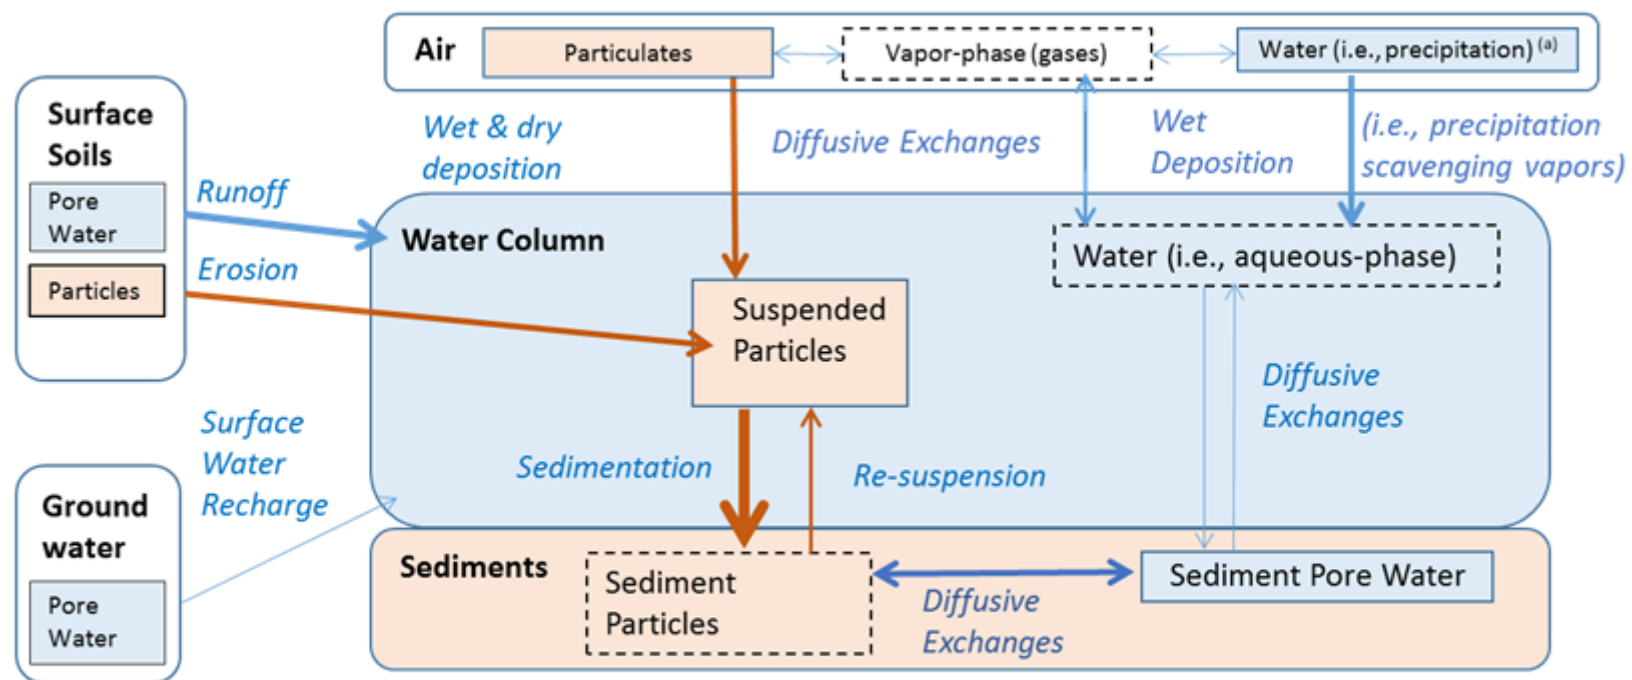 Air
Particulates
Vapor-phase (gases)
Water (i.e., precipitation) (a)
Surface
Soils
Pore
Water
Particles
Runoff
Erosion
Wet & dry
deposition
Diffusive Exchanges
Wet
Deposition
(i.e., precipitation
scavenging vapors)
Water Column
Water (i.e., aqueous-phase)
Suspended
Particles
Diffusive
Exchanges
Surface
Water
Recharge
Sedimentation
Re-suspension
Ground
water
Pore
Water
Sediments
Sediment
Particles
Diffusive
Exchanges
Sediment Pore Water